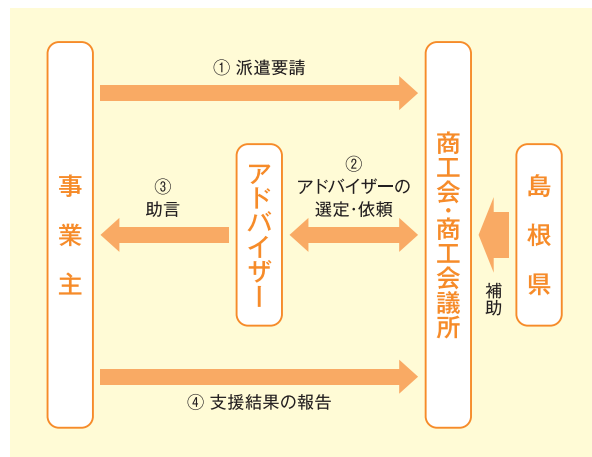 ① 派遣要請
事業主
③
助言
アドバイザー
②
アドバイザーの
選定・依頼
商工会・商工会議所
島根県
補助
④ 支援結果の報告